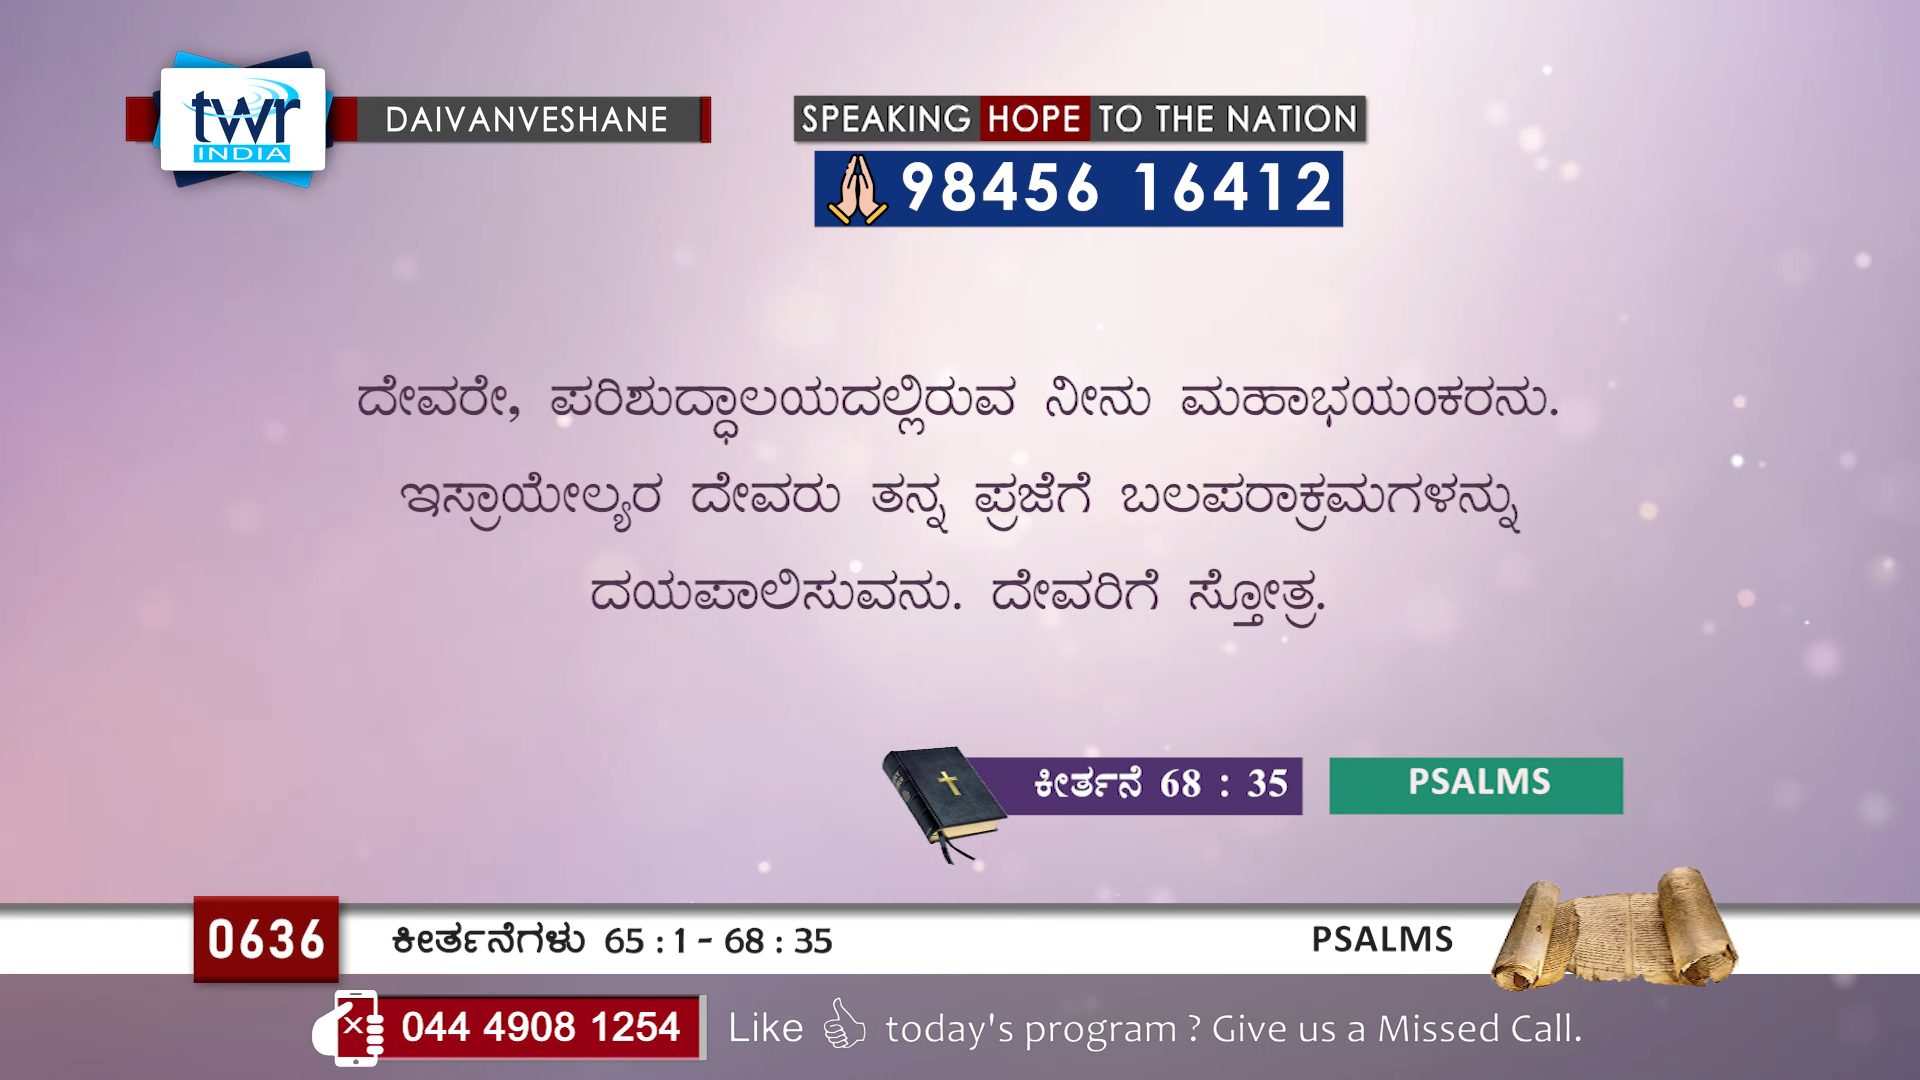 twr
INDIA
DAIVANVESHANE
SPEAKING HOPE TO THE NATION
98456 16412
ದೇವರೇ, ಪರಿಶುದ್ಧಾಲಯದಲ್ಲಿರುವ ನೀನು ಮಹಾಭಯಂಕರನು.
ಇಸ್ರಾಯೇಲ್ಯರ ದೇವರು ತನ್ನ ಪ್ರಜೆಗೆ ಬಲಪರಾಕ್ರಮಗಳನ್ನು
ದಯಪಾಲಿಸುವನು. ದೇವರಿಗೆ ಸ್ತೋತ್ರ.
ಕೀರ್ತನೆ 68 : 35
PSALMS
0636
ಕೀರ್ತನೆಗಳು 65 : 1 - 68 : 35
PSALMS
044 4908 1254
Like today's program ? Give us a Missed Call.